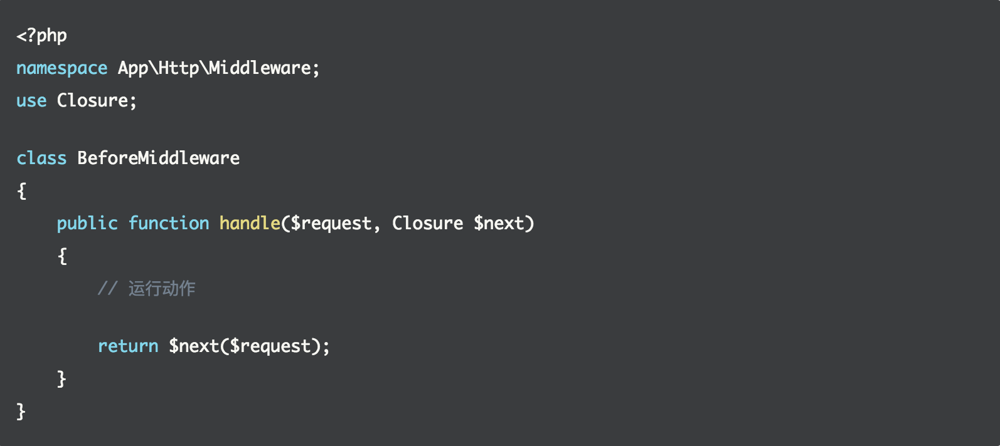 <?php
namespace App\Http\Middleware;
use Closure;
class BeforeMiddleware
{
    public function handle($request, Closure $next)
    {
        // 运行动作
        return $next($request);
    }
}